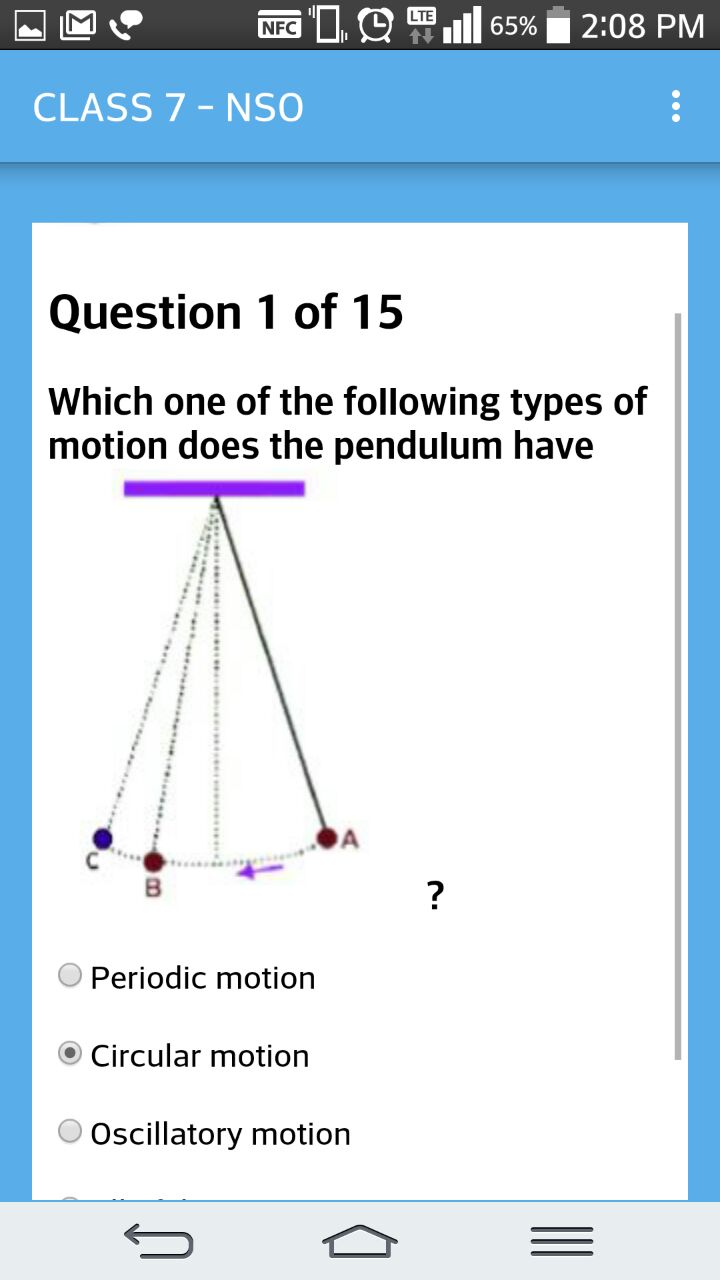 NFC LTE 65% 2:08 PM
CLASS 7 - NSO
Question 1 of 15
Which one of the following types of
motion does the pendulum have
A
C
B
?
Periodic motion
Circular motion
Oscillatory motion